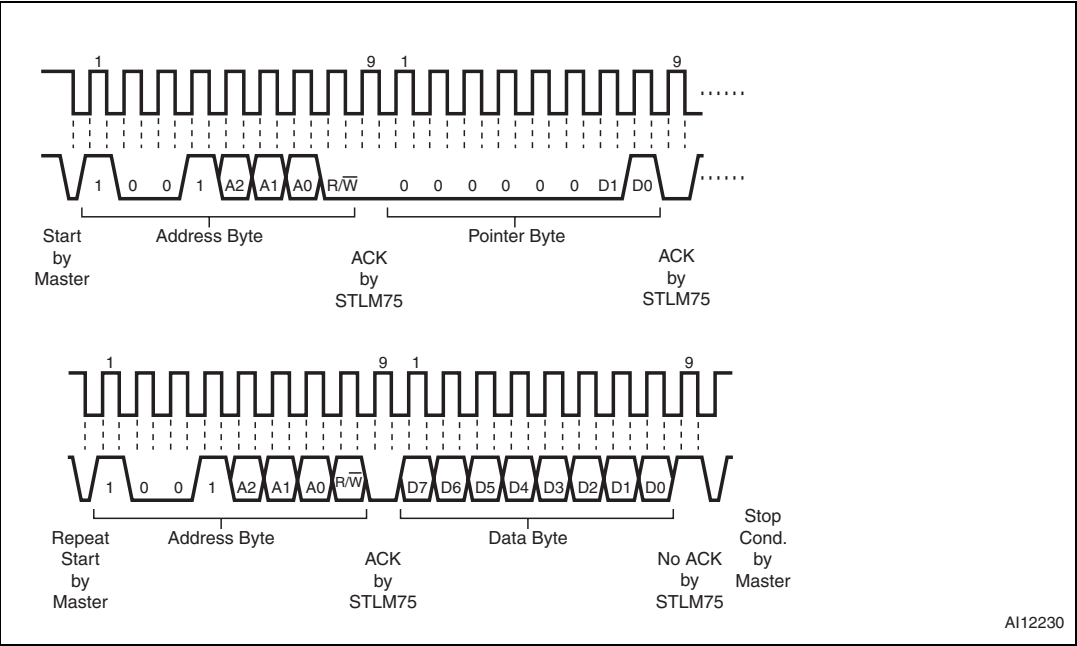 1 9 1 9
1 0 0 1 A2 A1 A0 R/W̅ 0 0 0 0 0 0 D1 D0
Start
by
Master
Address Byte
ACK
by
STLM75
Pointer Byte
ACK
by
STLM75
1 9 1 9
1 0 0 1 A2 A1 A0 R/W̅ D7 D6 D5 D4 D3 D2 D1 D0
Repeat
Start
by
Master
Address Byte
ACK
by
STLM75
Data Byte
No ACK
by
STLM75
Stop
Cond.
by
Master
AI12230